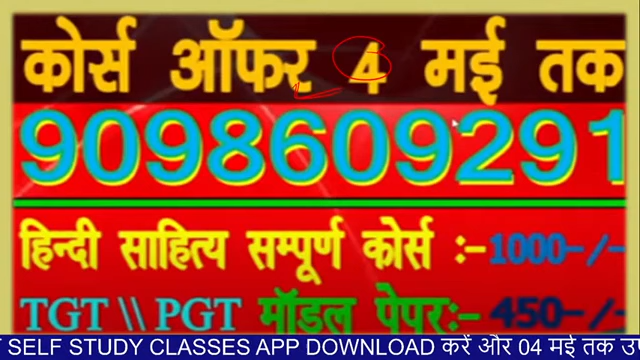 कोर्स ऑफर 4 मई तक
9098609291
हिन्दी साहित्य सम्पूर्ण कोर्स :- 1000-/-
TGT \\ PGT मॉडल पेपर:- 450-/-
SELF STUDY CLASSES APP DOWNLOAD करें और 04 मई तक